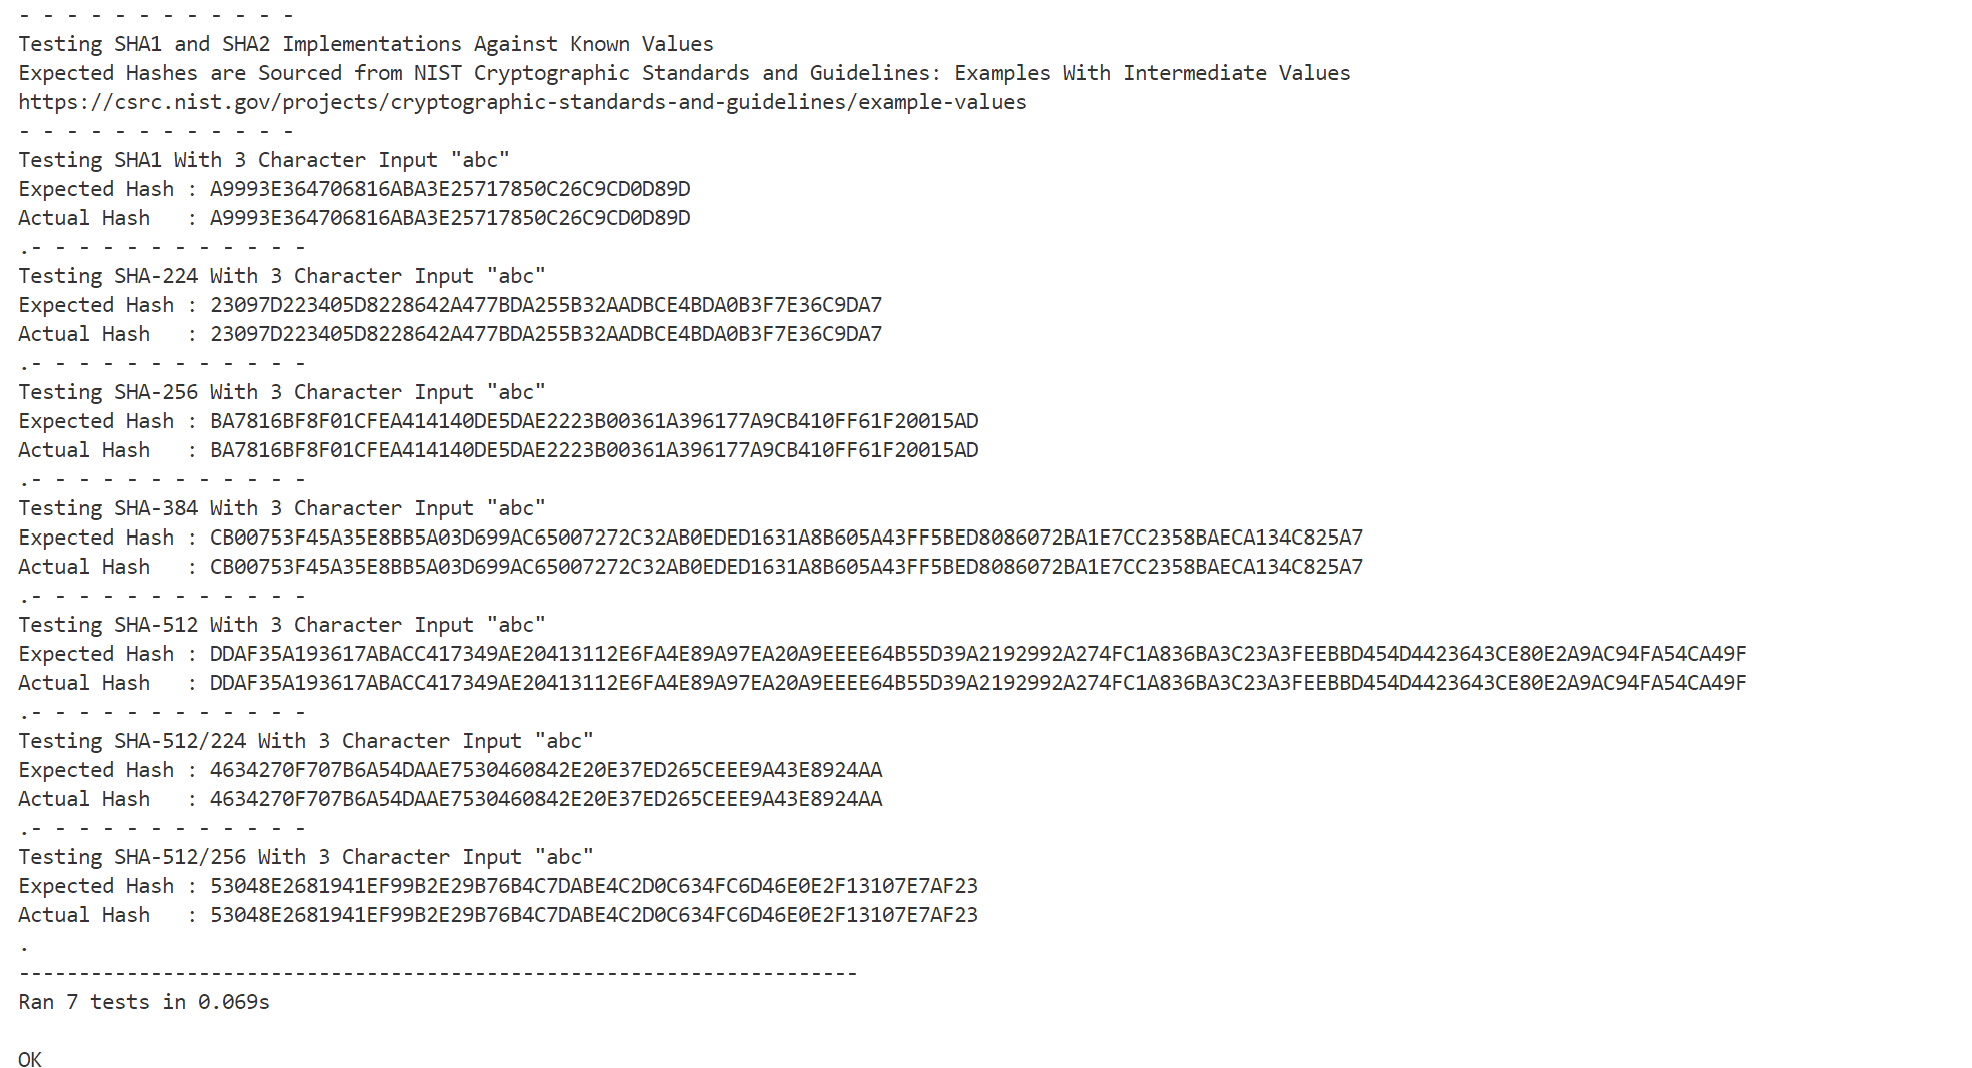 - - - - - - - - - - - -
Testing SHA1 and SHA2 Implementations Against Known Values
Expected Hashes are Sourced from NIST Cryptographic Standards and Guidelines: Examples With Intermediate Values
https://csrc.nist.gov/projects/cryptographic-standards-and-guidelines/example-values
- - - - - - - - - - - -
Testing SHA1 With 3 Character Input "abc"
Expected Hash : A9993E364706816ABA3E25717850C26C9CD0D89D
Actual Hash   : A9993E364706816ABA3E25717850C26C9CD0D89D
.- - - - - - - - - - - -
Testing SHA-224 With 3 Character Input "abc"
Expected Hash : 23097D223405D8228642A477BDA255B32AADBCE4BDA0B3F7E36C9DA7
Actual Hash   : 23097D223405D8228642A477BDA255B32AADBCE4BDA0B3F7E36C9DA7
.- - - - - - - - - - - -
Testing SHA-256 With 3 Character Input "abc"
Expected Hash : BA7816BF8F01CFEA414140DE5DAE2223B00361A396177A9CB410FF61F20015AD
Actual Hash   : BA7816BF8F01CFEA414140DE5DAE2223B00361A396177A9CB410FF61F20015AD
.- - - - - - - - - - - -
Testing SHA-384 With 3 Character Input "abc"
Expected Hash : CB00753F45A35E8BB5A03D699AC65007272C32AB0EDED1631A8B605A43FF5BED8086072BA1E7CC2358BAECA134C825A7
Actual Hash   : CB00753F45A35E8BB5A03D699AC65007272C32AB0EDED1631A8B605A43FF5BED8086072BA1E7CC2358BAECA134C825A7
.- - - - - - - - - - - -
Testing SHA-512 With 3 Character Input "abc"
Expected Hash : DDAF35A193617ABACC417349AE20413112E6FA4E89A97EA20A9EEEE64B55D39A2192992A274FC1A836BA3C23A3FEEBBD454D4423643CE80E2A9AC94FA54CA49F
Actual Hash   : DDAF35A193617ABACC417349AE20413112E6FA4E89A97EA20A9EEEE64B55D39A2192992A274FC1A836BA3C23A3FEEBBD454D4423643CE80E2A9AC94FA54CA49F
.- - - - - - - - - - - -
Testing SHA-512/224 With 3 Character Input "abc"
Expected Hash : 4634270F707B6A54DAAE7530460842E20E37ED265CEEE9A43E8924AA
Actual Hash   : 4634270F707B6A54DAAE7530460842E20E37ED265CEEE9A43E8924AA
.- - - - - - - - - - - -
Testing SHA-512/256 With 3 Character Input "abc"
Expected Hash : 53048E2681941EF99B2E29B76B4C7DABE4C2D0C634FC6D46E0E2F13107E7AF23
Actual Hash   : 53048E2681941EF99B2E29B76B4C7DABE4C2D0C634FC6D46E0E2F13107E7AF23
.
----------------------------------------------------------------------
Ran 7 tests in 0.069s

OK